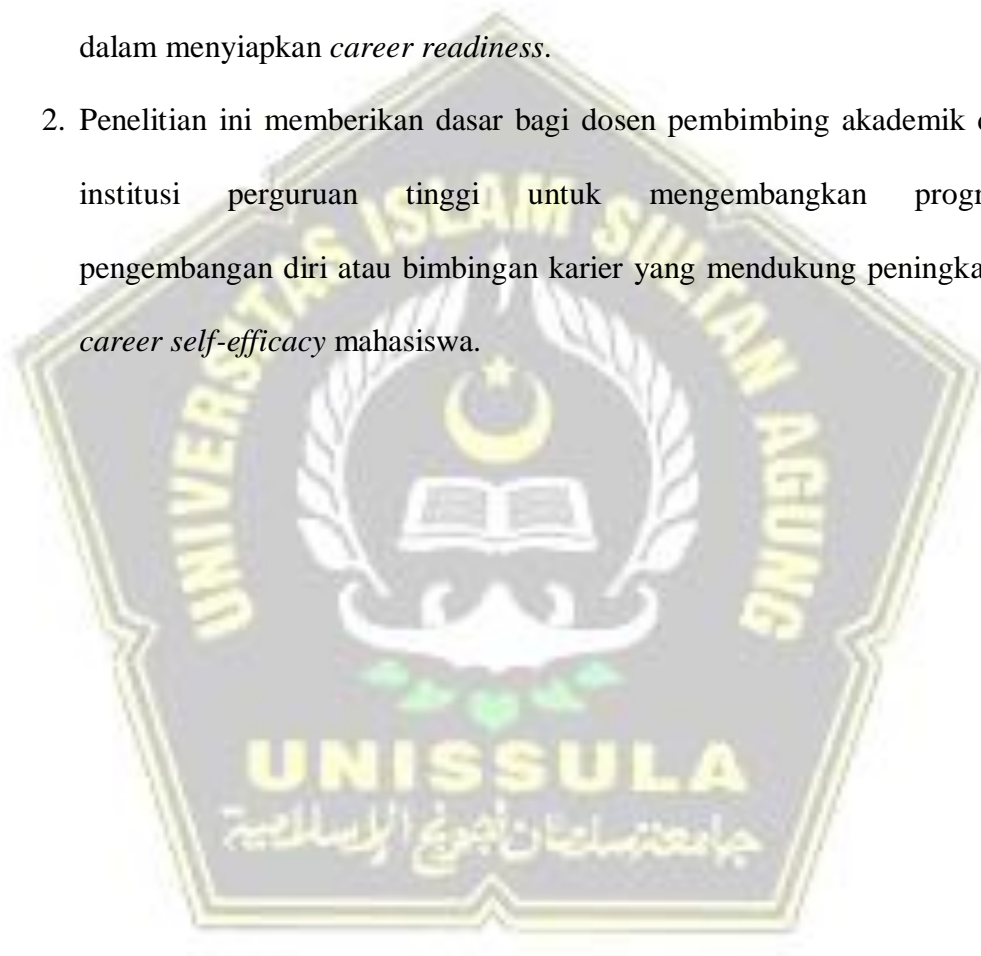 dalam menyiapkan career readiness.
2. Penelitian ini memberikan dasar bagi dosen pembimbing akademik
institusi perguruan tinggi untuk mengembangkan progr
pengembangan diri atau bimbingan karier yang mendukung peningka
career self-efficacy mahasiswa.
UNIVERSITAS ISLAM SULTAN AGUNG
UNISSULA
جامعة سلطان أجونج الإسلامية